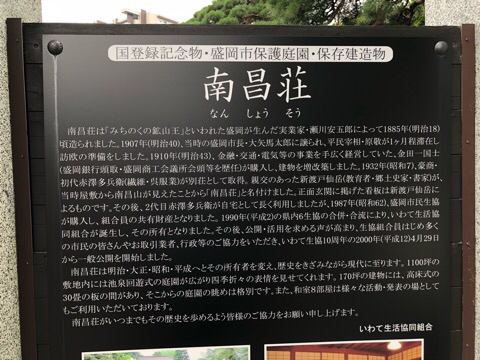 国登録記念物・盛岡市保護庭園・保存建造物
南昌荘
なん しょう そう
南昌荘は「みちのくの鉱山王」といわれた盛岡が生んだ実業家・瀬川安五郎によって1885年(明治18)
頃造られました。1907年(明治40)、当時の盛岡市長・大矢馬太郎に譲られ、平民宰相・原敬が1ヶ月程滞在し
訪欧の準備をしました。1910年(明治43)、金融・交通・電気等の事業を手広く経営していた、金田一国士
(盛岡銀行頭取・盛岡商工会議所会頭等を歴任)が購入し、建物を増改築しました。1932年(昭和7)、豪商・
初代赤澤多兵衛(繊維・呉服業)が別荘として取得。親交のあった新渡戸仙岳(教育者・郷土史家・書家)が、
当時屋敷から南昌山が見えたことから「南昌荘」と名付けました。正面玄関に掲げた看板は新渡戸仙岳に
よるものです。その後、2代目赤澤多兵衛が自宅として長く利用しましたが、1987年(昭和62)、盛岡市民生協
が購入し、組合員の共有財産となりました。1990年(平成2)の県内6生協の合併・合流により、いわて生活協
同組合が誕生し、その所有となりました。その後、公開・活用を求める声が高まり、生協組合員はじめ多く
の市民の皆さんやお取引業者、行政等のご協力をいただき、いわて生協10周年の2000年(平成12)4月29日
から一般公開を開始しました。
南昌荘は明治・大正・昭和・平成へとその所有者を変え、歴史をきざみながら現代に至ります。1100坪の
敷地内には池泉回遊式の庭園が広がり四季折々の表情を見せてくれます。170坪の建物には、高床式の
30畳の板の間があり、そこからの庭園の眺めは格別です。また、和室8部屋は様々な活動・発表の場として
もご利用いただいております。
南昌荘がいつまでもその歴史を歩めるよう皆様のご協力をお願い申し上げます。
いわて生活協同組合